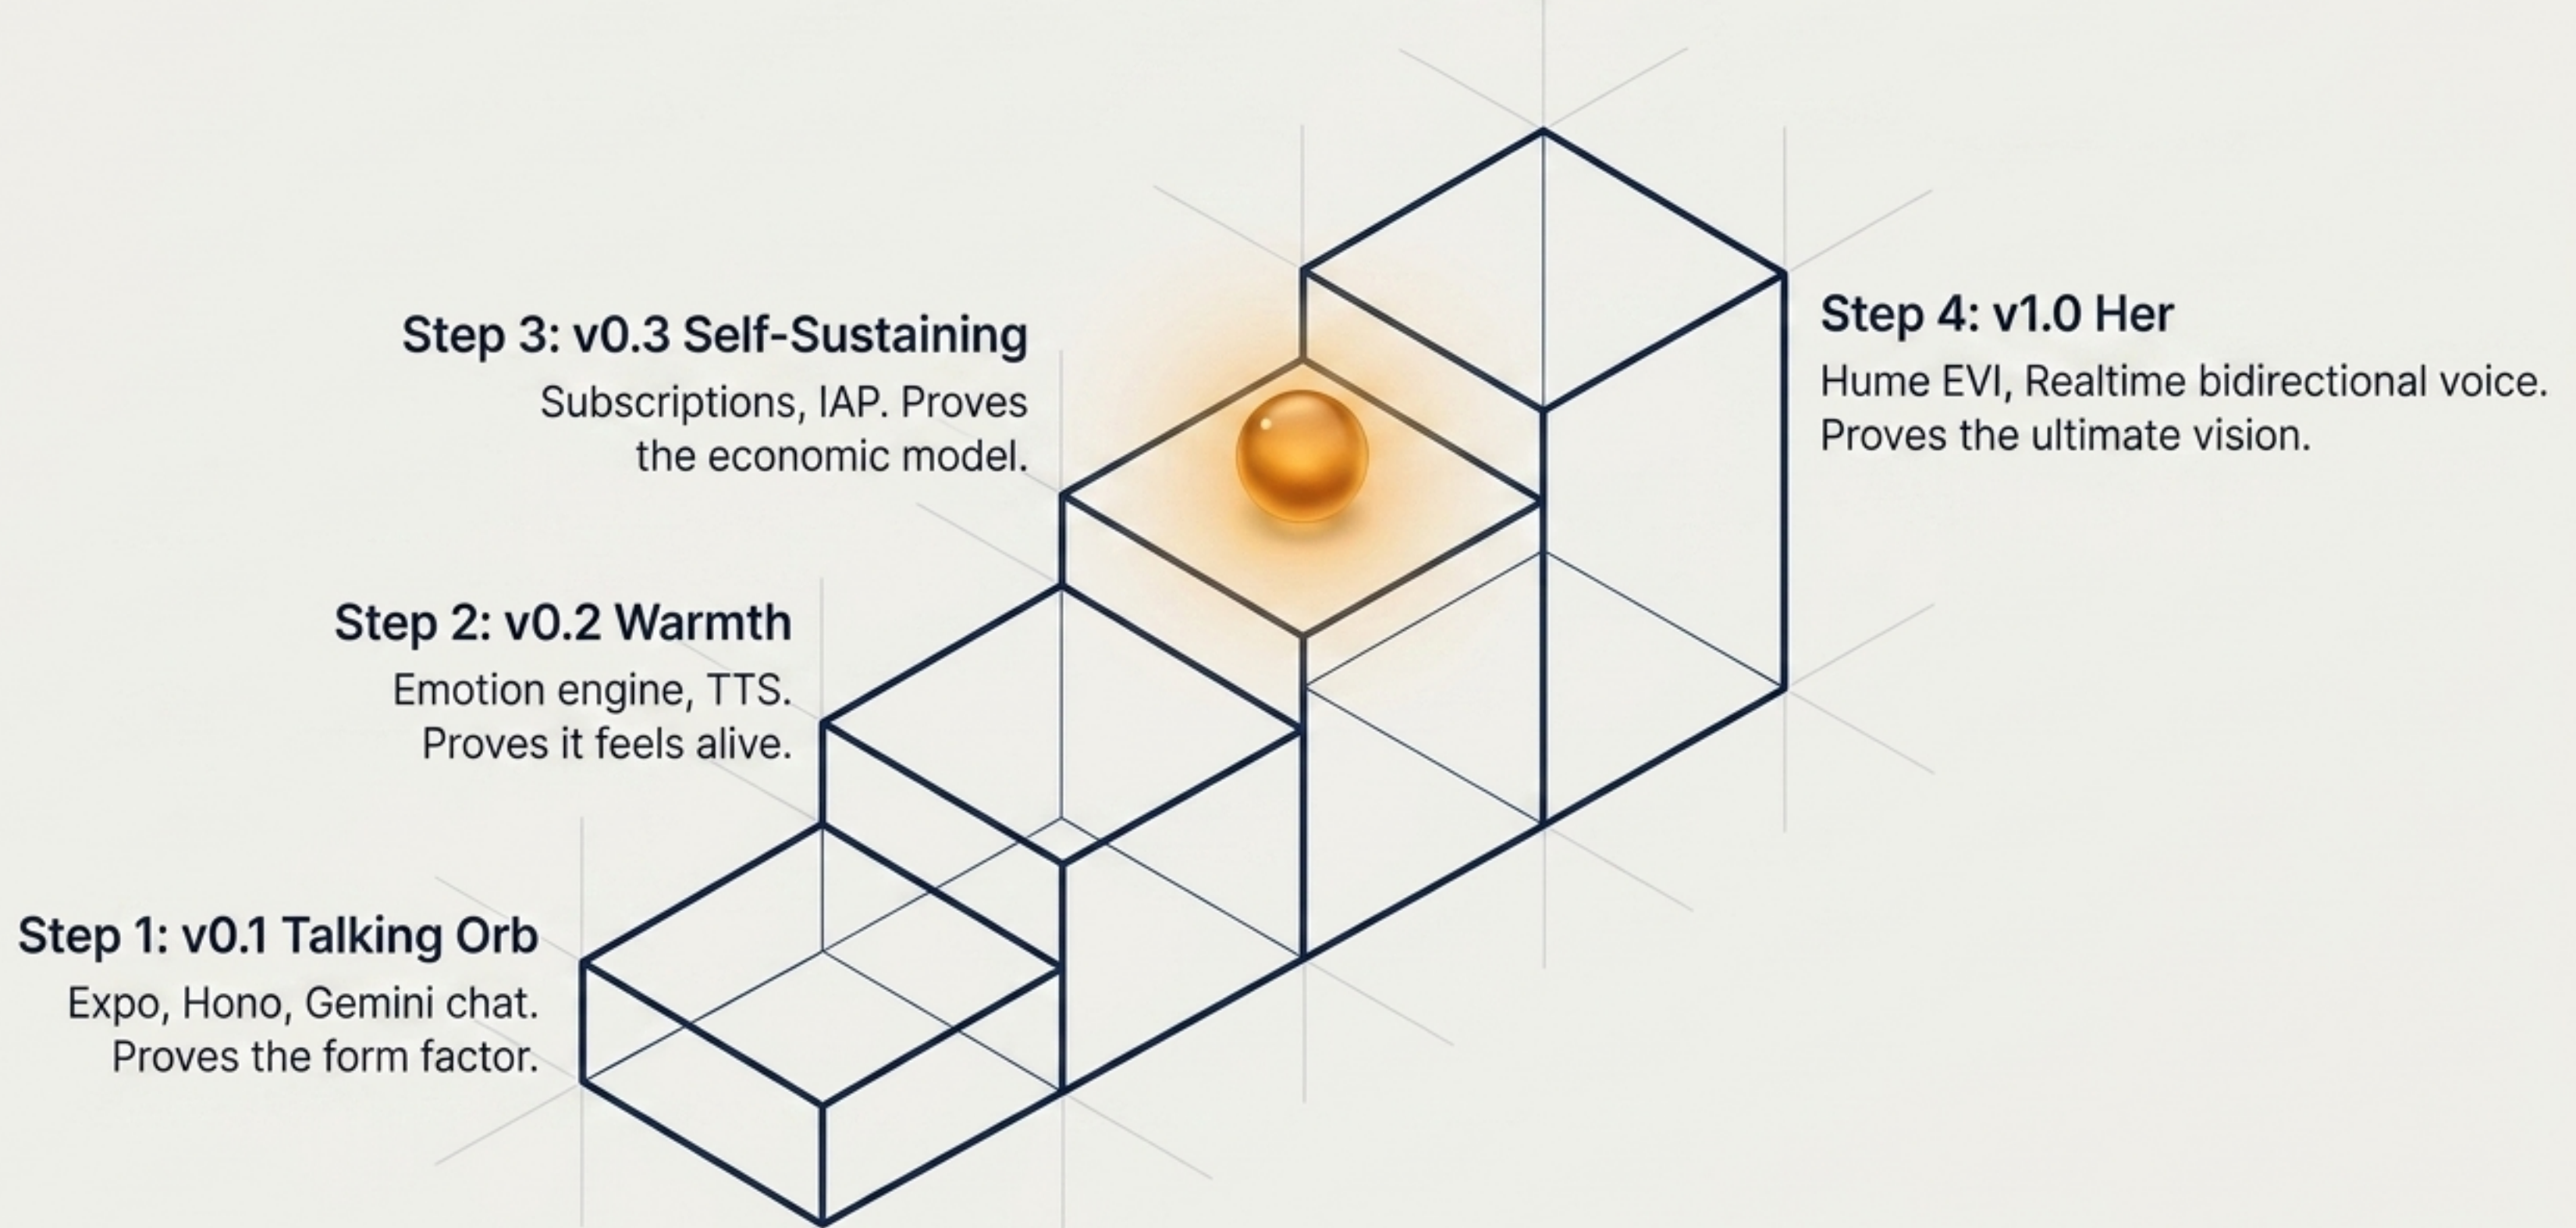 Step 3: v0.3 Self-Sustaining
Subscriptions, IAP. Proves
the economic model.
Step 4: v1.0 Her
Hume EVI, Realtime bidirectional voice.
Proves the ultimate vision.
Step 2: v0.2 Warmth
Emotion engine, TTS.
Proves it feels alive.
Step 1: v0.1 Talking Orb
Expo, Hono, Gemini chat.
Proves the form factor.